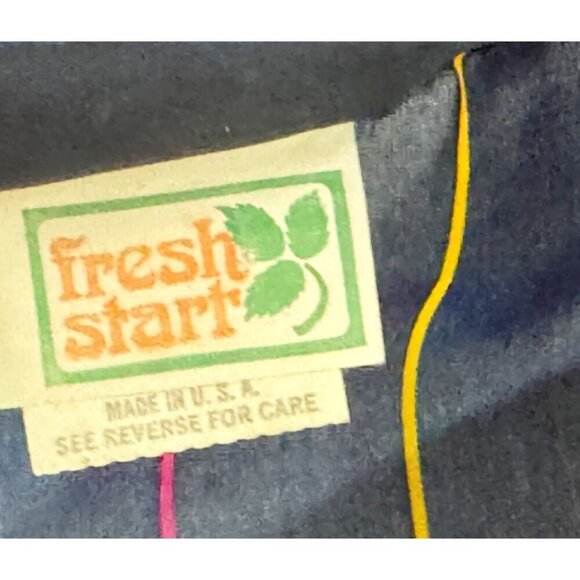 fresh
start
MADE IN U. S. A.
SEE REVERSE FOR CARE